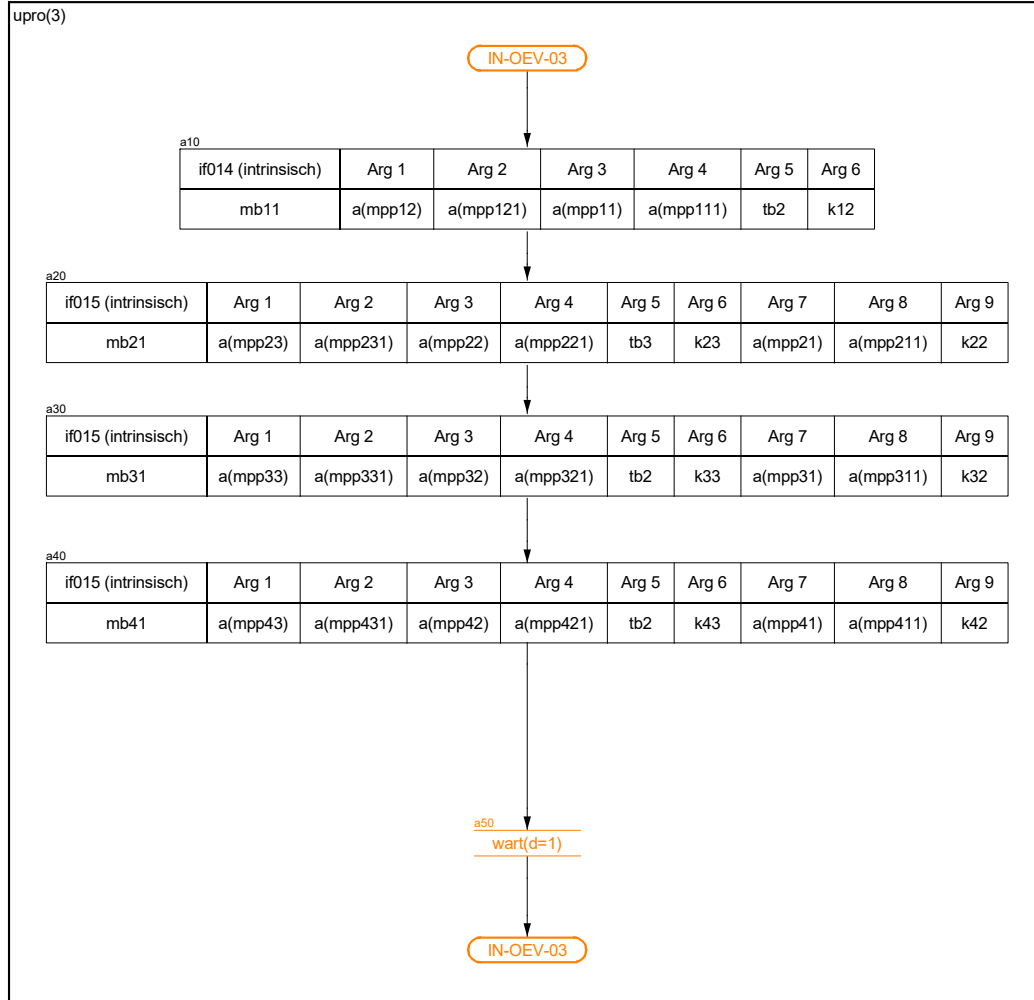 upro(3)
IN-OEV-03
a10
if014 (intrinsisch) Arg 1 Arg 2 Arg 3 Arg 4 Arg 5 Arg 6
mb11 a(mpp12) a(mpp121) a(mpp11) a(mpp111) tb2 k12
a20
if015 (intrinsisch) Arg 1 Arg 2 Arg 3 Arg 4 Arg 5 Arg 6 Arg 7 Arg 8 Arg 9
mb21 a(mpp23) a(mpp231) a(mpp22) a(mpp221) tb3 k23 a(mpp21) a(mpp211) k22
a30
if015 (intrinsisch) Arg 1 Arg 2 Arg 3 Arg 4 Arg 5 Arg 6 Arg 7 Arg 8 Arg 9
mb31 a(mpp33) a(mpp331) a(mpp32) a(mpp321) tb2 k33 a(mpp31) a(mpp311) k32
a40
if015 (intrinsisch) Arg 1 Arg 2 Arg 3 Arg 4 Arg 5 Arg 6 Arg 7 Arg 8 Arg 9
mb41 a(mpp43) a(mpp431) a(mpp42) a(mpp421) tb2 k43 a(mpp41) a(mpp411) k42
a50
wart(d=1)
IN-OEV-03